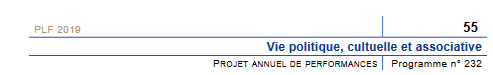 PLF 2019 55
Vie politique, cultuelle et associative
PROJET ANNUEL DE PERFORMANCES Programme n° 232